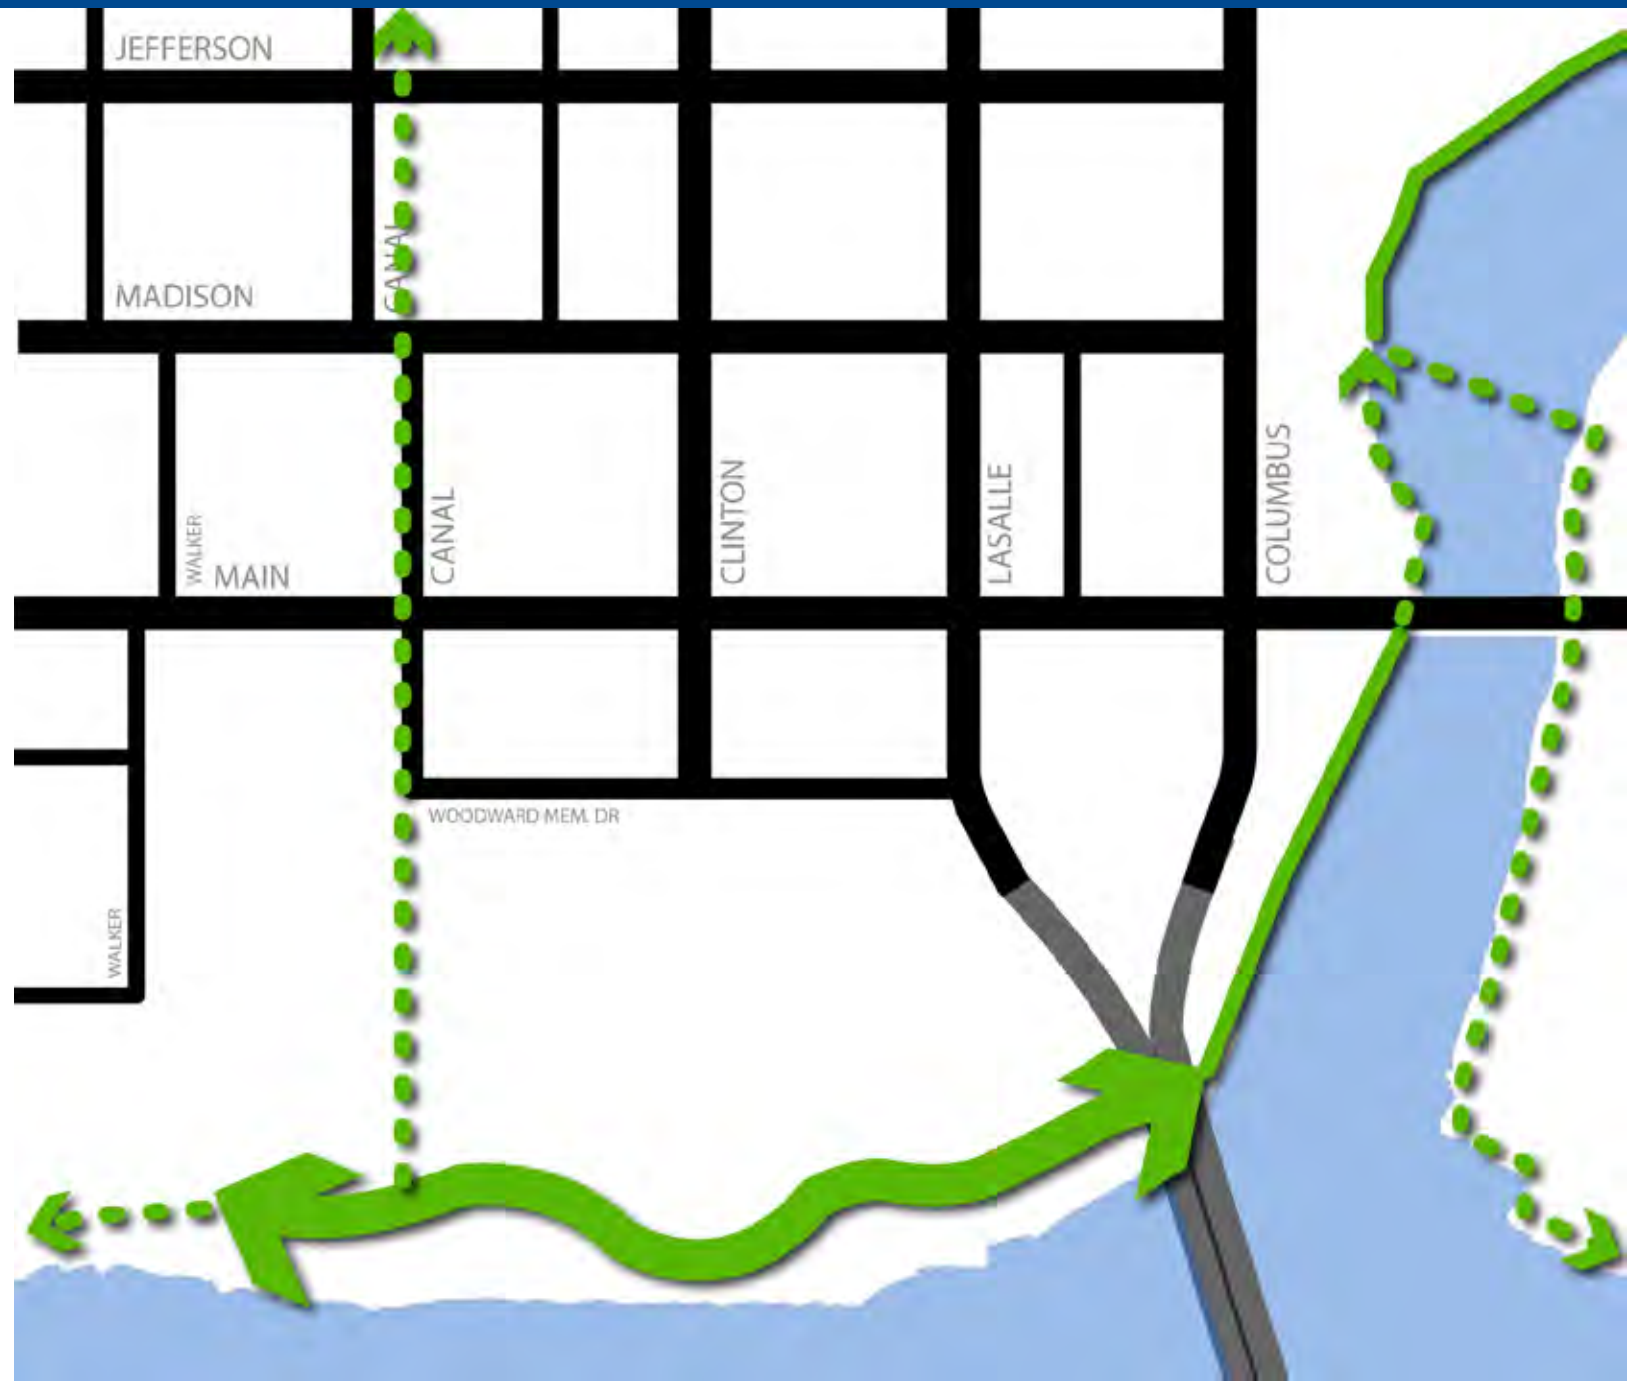 JEFFERSON
CANAL
MADISON
COLUMBUS
CLINTON
LASALLE
CANAL
WALKER
MAIN
WOODWARD MEM. DR
WALKER